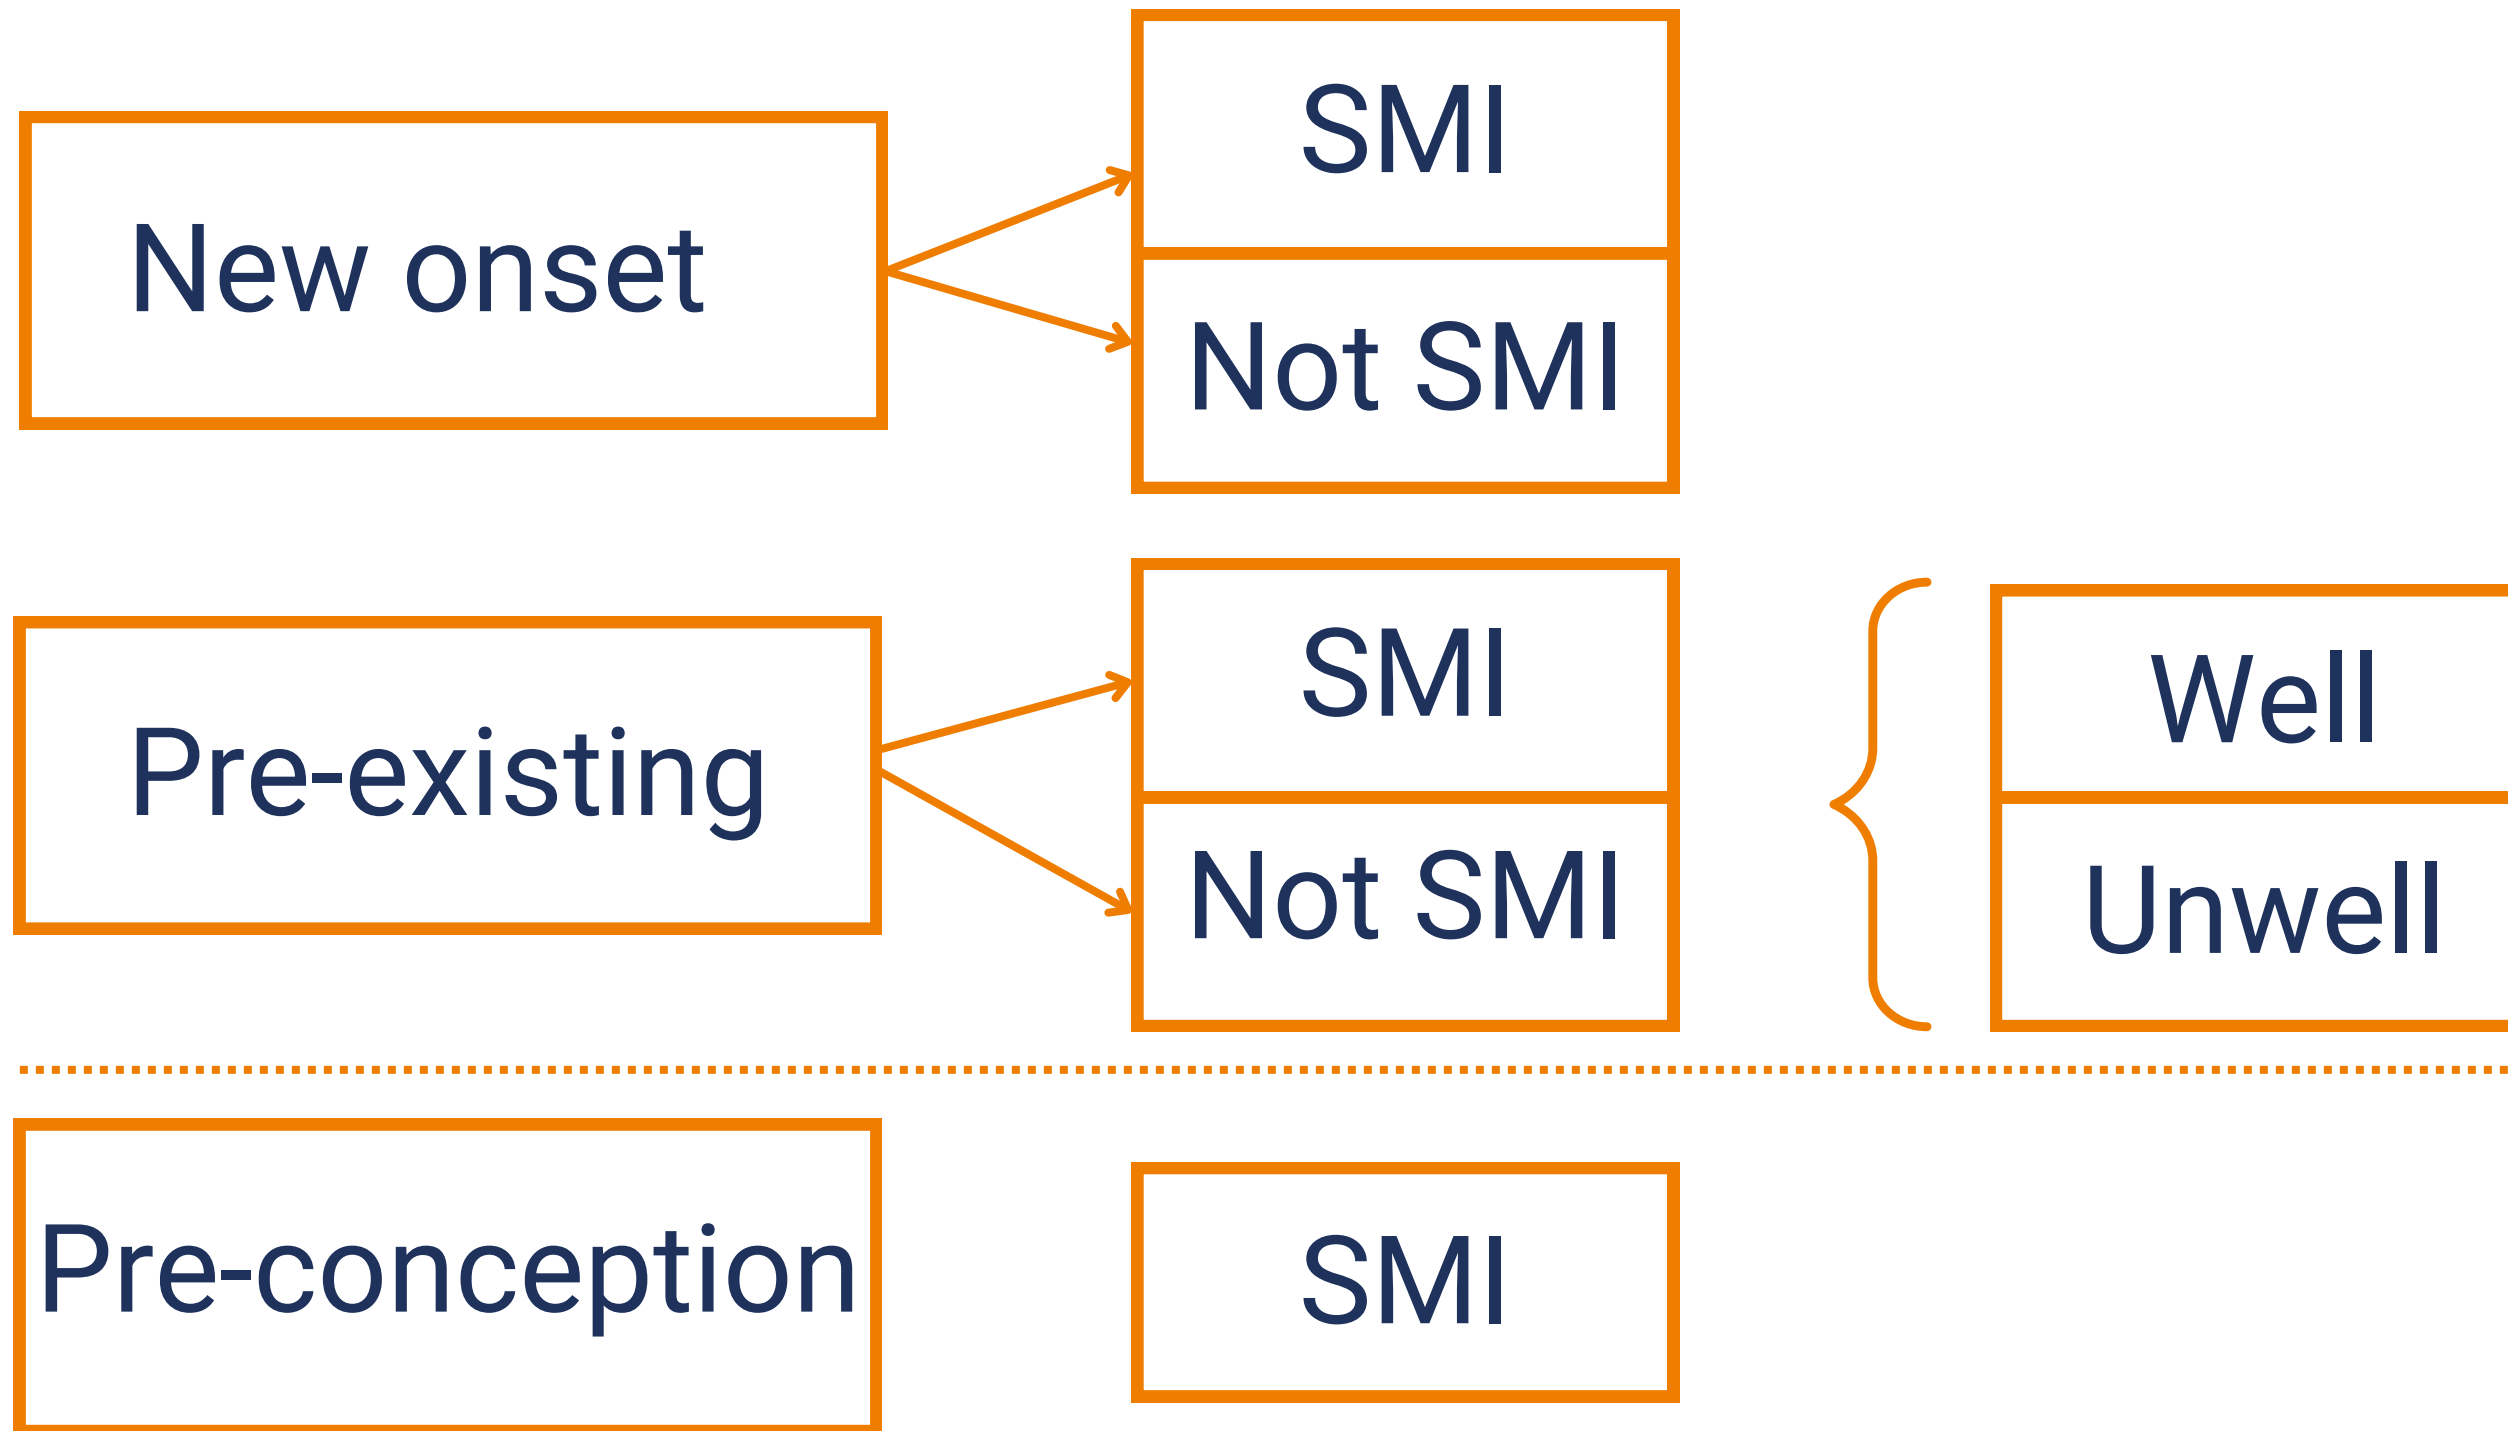 New onset
SMI
Not SMI
Pre-existing
SMI
Not SMI
Well
Unwell
Pre-conception
SMI